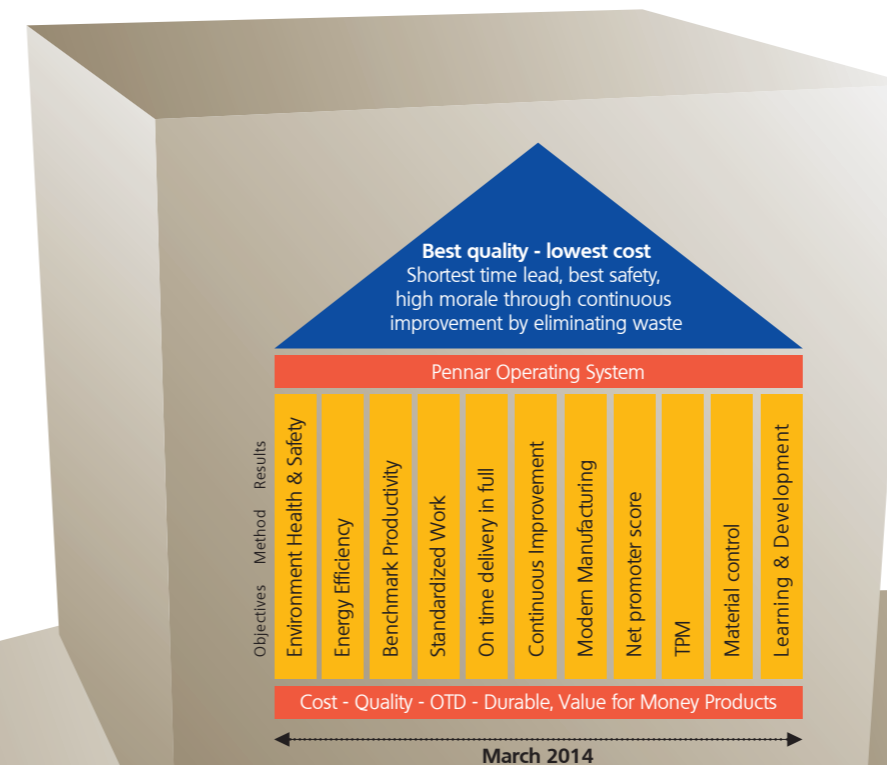 Best quality - lowest cost
Shortest time lead, best safety,
high morale through continuous
improvement by eliminating waste
Pennar Operating System
Objectives Method Results
Environment Health & Safety
Energy Efficiency
Benchmark Productivity
Standardized Work
On time delivery in full
Continuous Improvement
Modern Manufacturing
Net promoter score
TPM
Material control
Learning & Development
Cost - Quality - OTD - Durable, Value for Money Products
March 2014